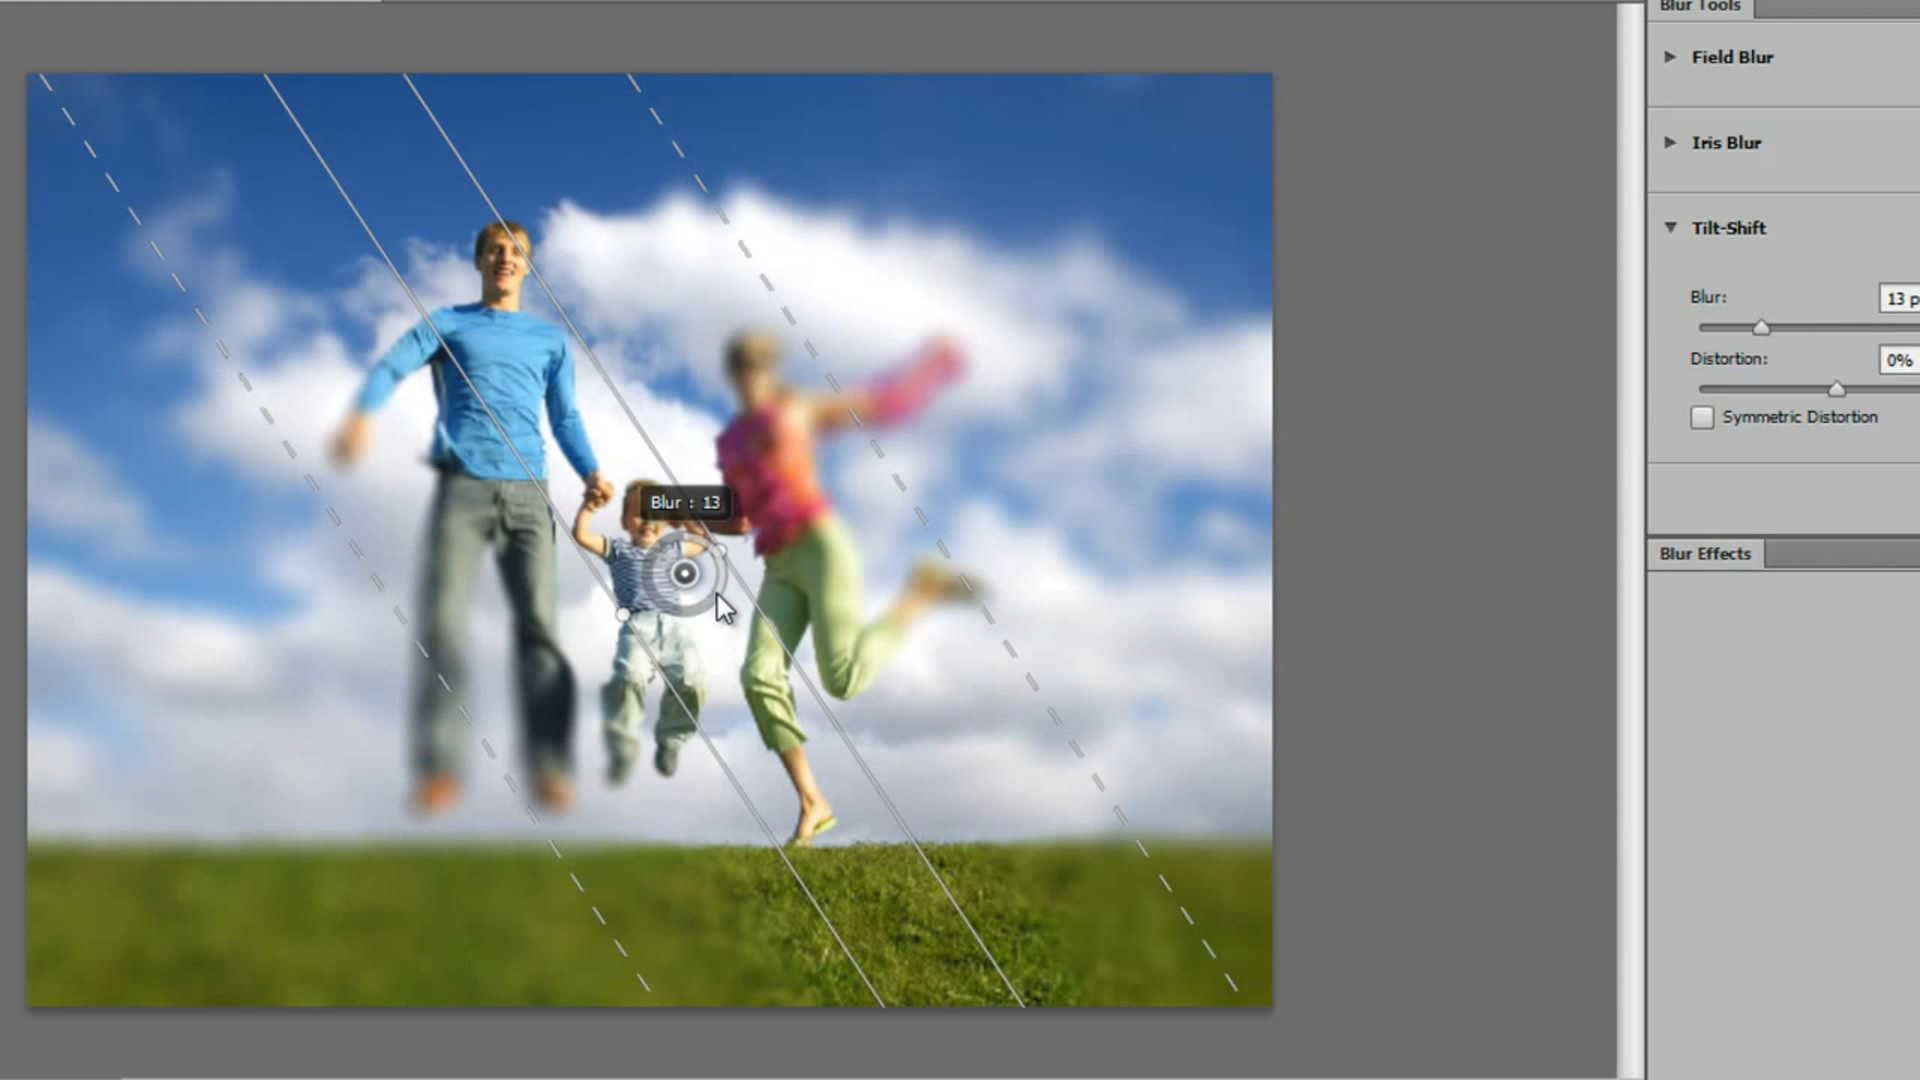 Blur Tools
Field Blur
Iris Blur
Tilt-Shift
Blur:
13 p
Distortion:
0%
Symmetric Distortion
Blur : 13
Blur Effects